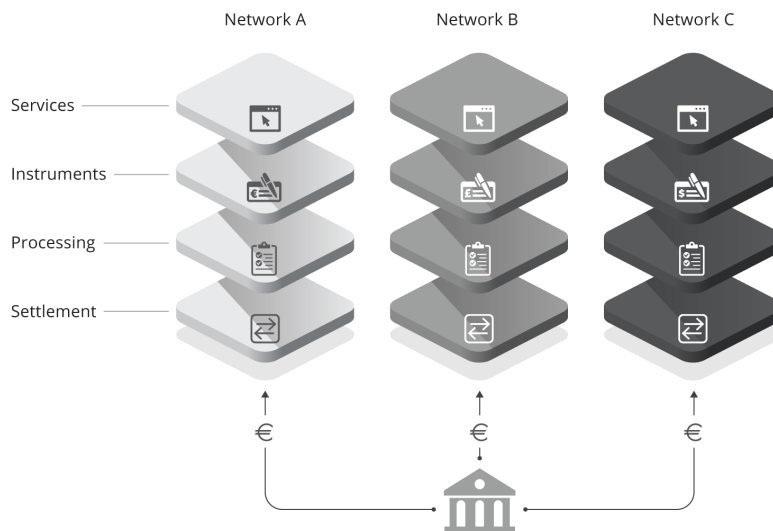 Network A
Network B
Network C
Services
Instruments
€
£
$
Processing
Settlement
€
€
€